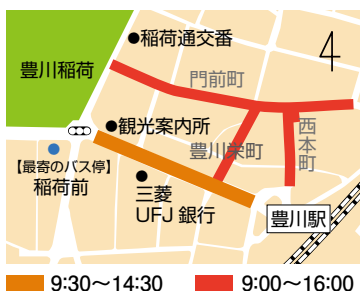 稲荷通交番
豊川稲荷
門前町
観光案内所
西本町
豊川栄町
【最寄のバス停】
稲荷前
三菱
UFJ 銀行
豊川駅
9:30〜14:30
9:00〜16:00